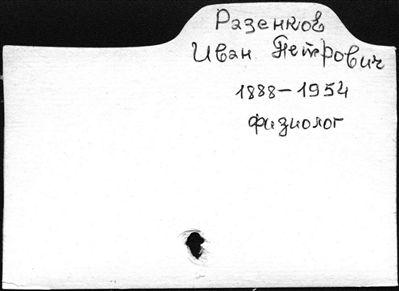 Разенков
Иван Петрович
1888-1954
физиолог